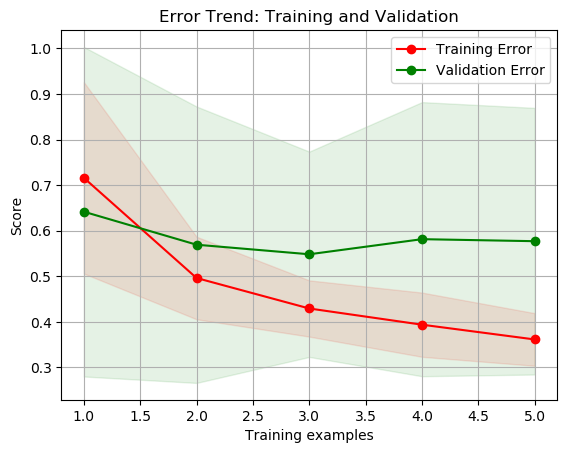 Error Trend: Training and Validation
Training Error
Validation Error
Score
1.0
0.9
0.8
0.7
0.6
0.5
0.4
0.3
1.0 1.5 2.0 2.5 3.0 3.5 4.0 4.5 5.0
Training examples